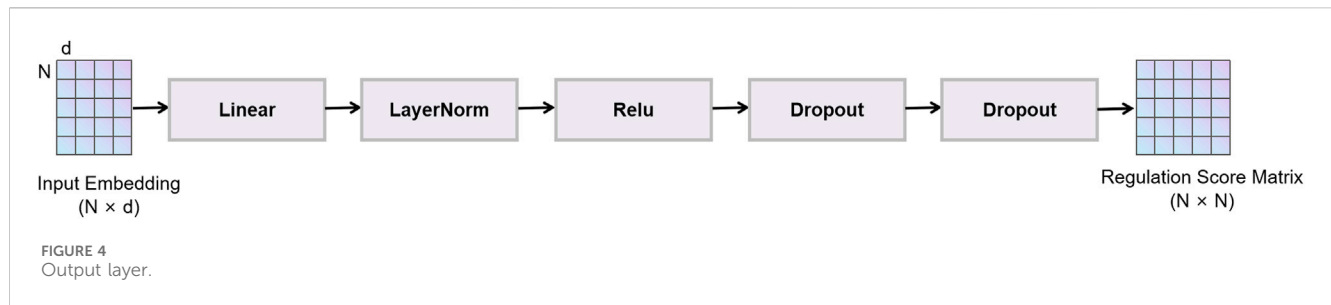 d
N
Linear
LayerNorm
Relu
Dropout
Dropout
Input Embedding
(N × d)
Regulation Score Matrix
(N × N)
FIGURE 4
Output layer.